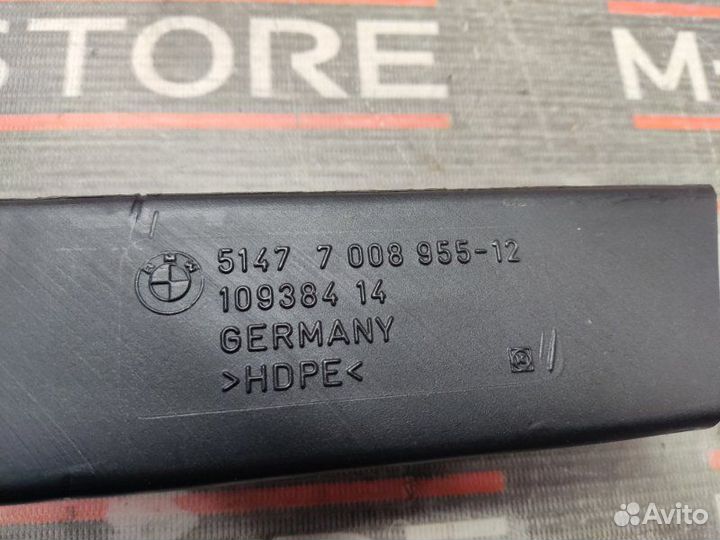 STORE M-
5147 7 008 955-12
109384 14
GERMANY
>HDPE<
Avito